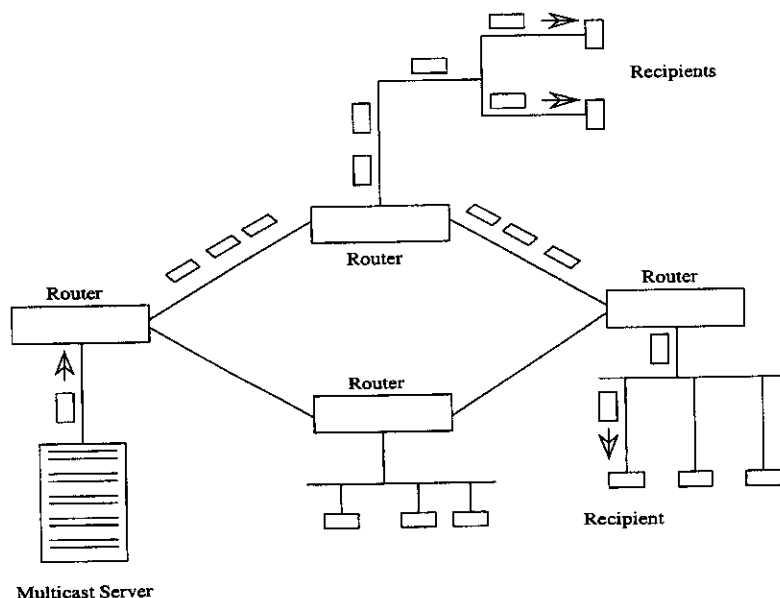 Recipients
Router
Router
Router
Router
Recipient
Multicast Server